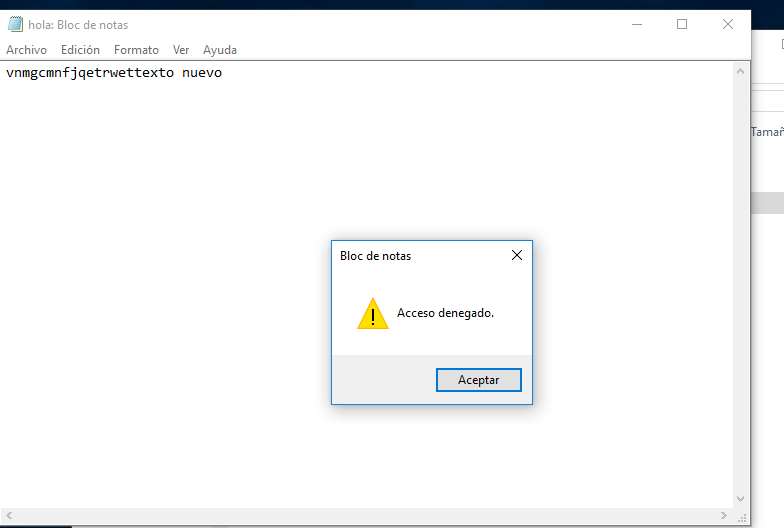 hola: Bloc de notas
Archivo Edición Formato Ver Ayuda
vnmgcmnfjqetrwettexto nuevo
Tamañ
Bloc de notas
Acceso denegado.
Aceptar